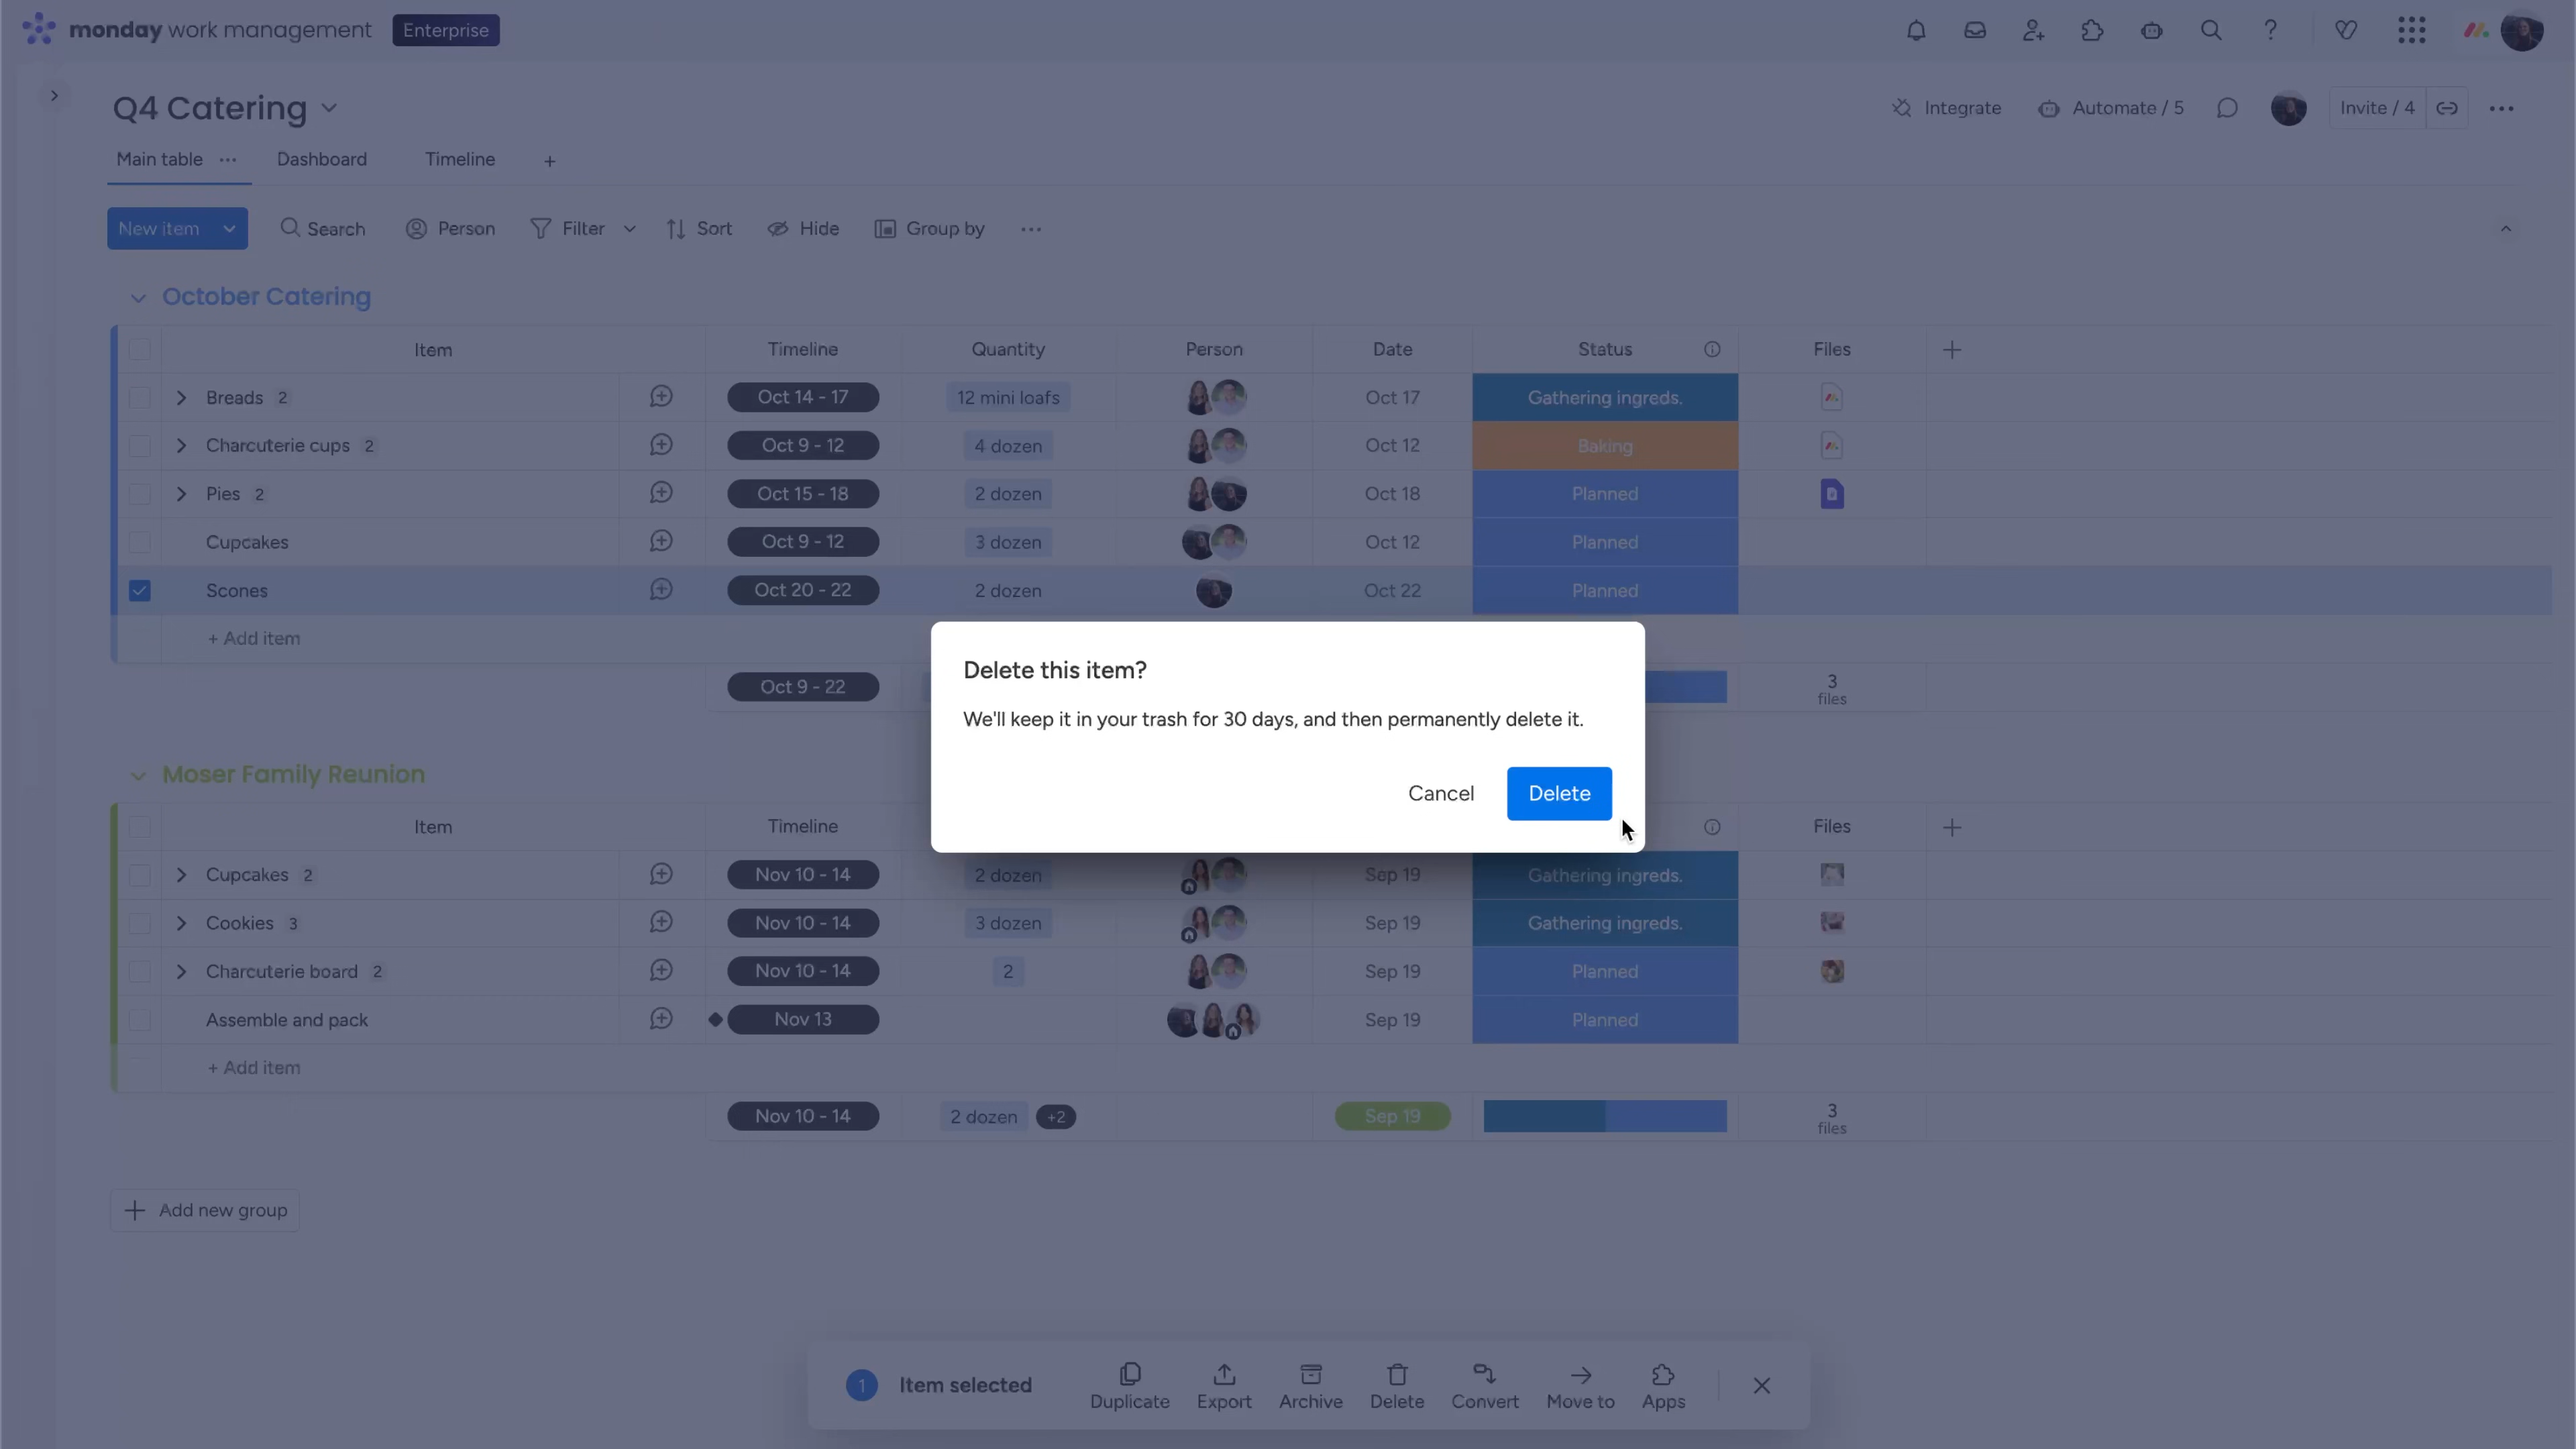 monday work management Enterprise
Q4 Catering
Integrate Automate / 5 Invite / 4
Main table Dashboard Timeline
New item Search Person Filter Sort Hide Group by
October Catering
Item Timeline Quantity Person Date Status Files
Breads 2 Oct 14 - 17 12 mini loafs Oct 17 Gathering ingreds.
Charcuterie cups 2 Oct 9 - 12 4 dozen Oct 12 Baking
Pies 2 Oct 15 - 18 2 dozen Oct 18 Planned
Cupcakes Oct 9 - 12 3 dozen Oct 12 Planned
Scones Oct 20 - 22 2 dozen Oct 22 Planned
+ Add item
Oct 9 - 22 3 files
Delete this item?
We'll keep it in your trash for 30 days, and then permanently delete it.
Cancel Delete
Moser Family Reunion
Item Timeline Files
Cupcakes 2 Nov 10 - 14 2 dozen Sep 19 Gathering ingreds.
Cookies 3 Nov 10 - 14 3 dozen Sep 19 Gathering ingreds.
Charcuterie board 2 Nov 10 - 14 2 Sep 19 Planned
Assemble and pack Nov 13 Sep 19 Planned
+ Add item
Nov 10 - 14 2 dozen +2 Sep 19 3 files
+ Add new group
1 Item selected Duplicate Export Archive Delete Convert Move to Apps